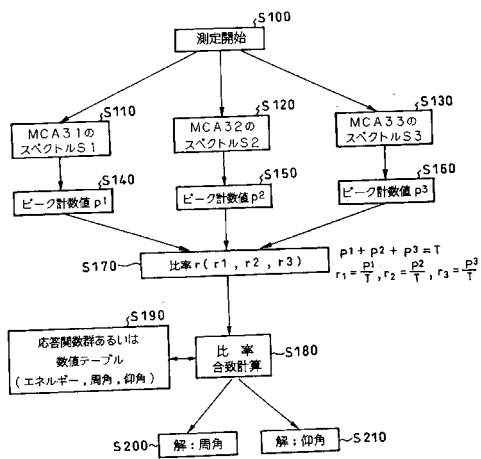 S100
測定開始
S110
MCA31の
スペクトルS1
S120
MCA32の
スペクトルS2
S130
MCA33の
スペクトルS3
S140
ピーク計数値 p1
S150
ピーク計数値 p2
S160
ピーク計数値 p3
S170
比率 r ( r1 , r2 , r3 )
p1 + p2 + p3 = T
r1 = p1/T , r2 = p2/T , r3 = p3/T
S190
応答関数群あるいは
数値テーブル
( エネルギー , 周角 , 仰角 )
比 率
合致計算
S180
S200
解 : 周角
解 : 仰角
S210